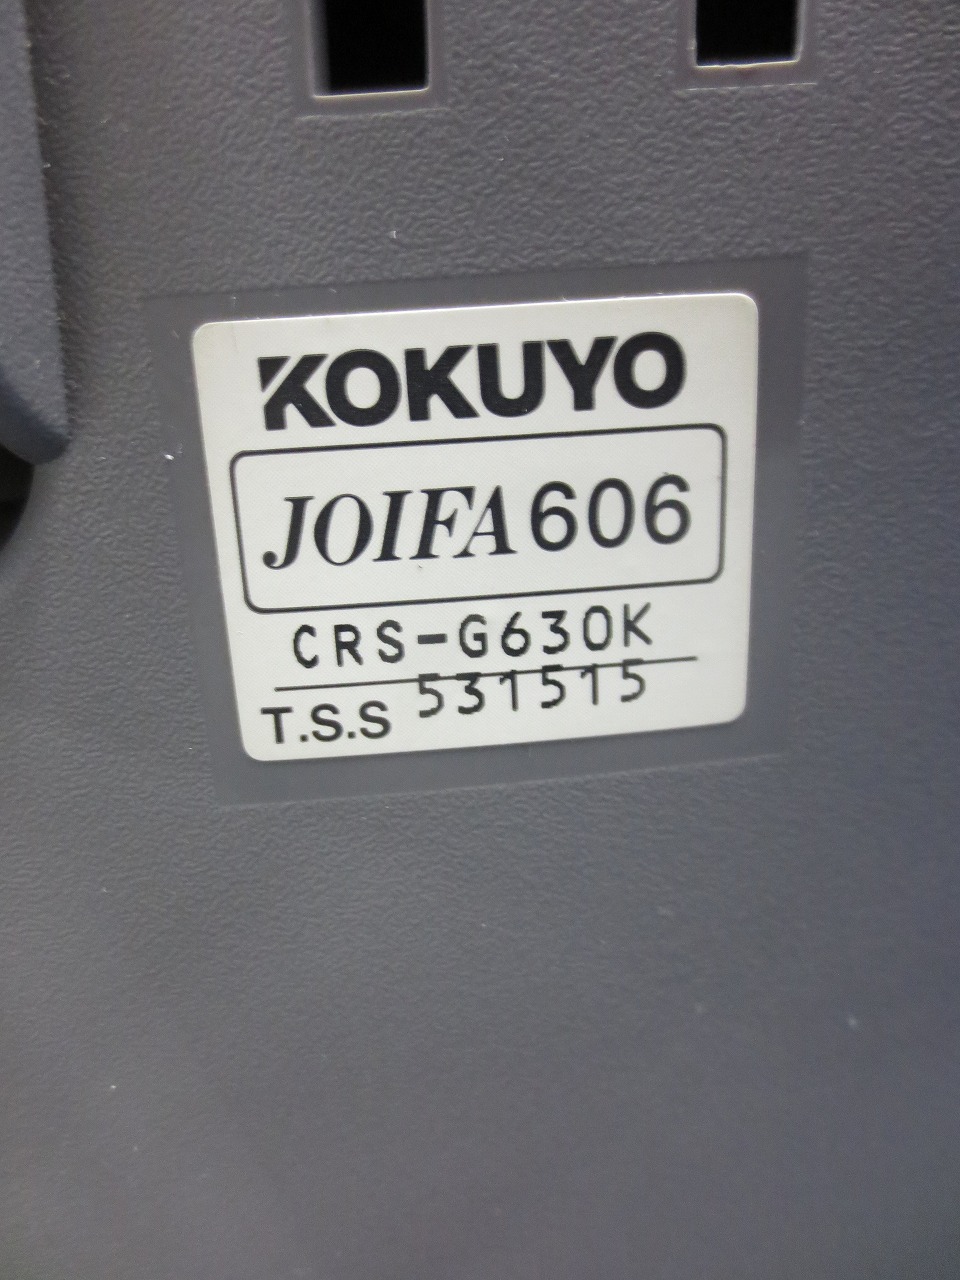 KOKUYO
JOIFA606
CRS-G630K
T.S.S 531515